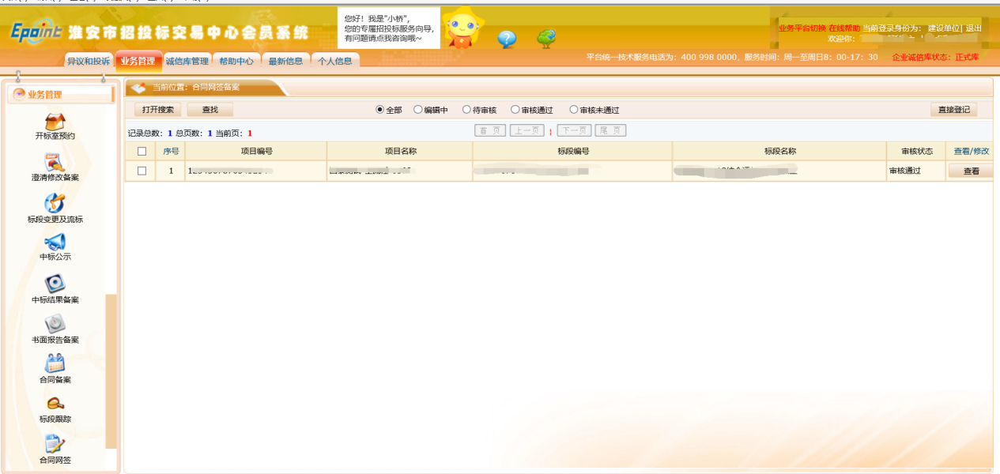 Epoint 淮安市招投标交易中心会员系统
您好！我是"小桥"，
您的专属招投标服务向导，
有问题请点我咨询哦~
业务平台切换 在线帮助 当前登录身份为： 建设单位| 退出
欢迎你：
异议和投诉 业务管理 诚信库管理 帮助中心 最新信息 个人信息
平台统一技术服务电话为：400 998 0000，服务时间：周一至周日8：00-17：30 企业诚信库状态：正式库
业务管理
当前位置：合同网签备案
打开搜索 查找 全部 编辑中 待审核 审核通过 审核未通过 直接登记
记录总数：1 总页数：1 当前页：1 首 页 上一页 下一页 尾 页
序号 项目编号 项目名称 标段编号 标段名称 审核状态 查看/修改
1 审核通过 查看
开标室预约
澄清修改备案
标段变更及流标
中标公示
中标结果备案
书面报告备案
合同备案
标段跟踪
合同网签